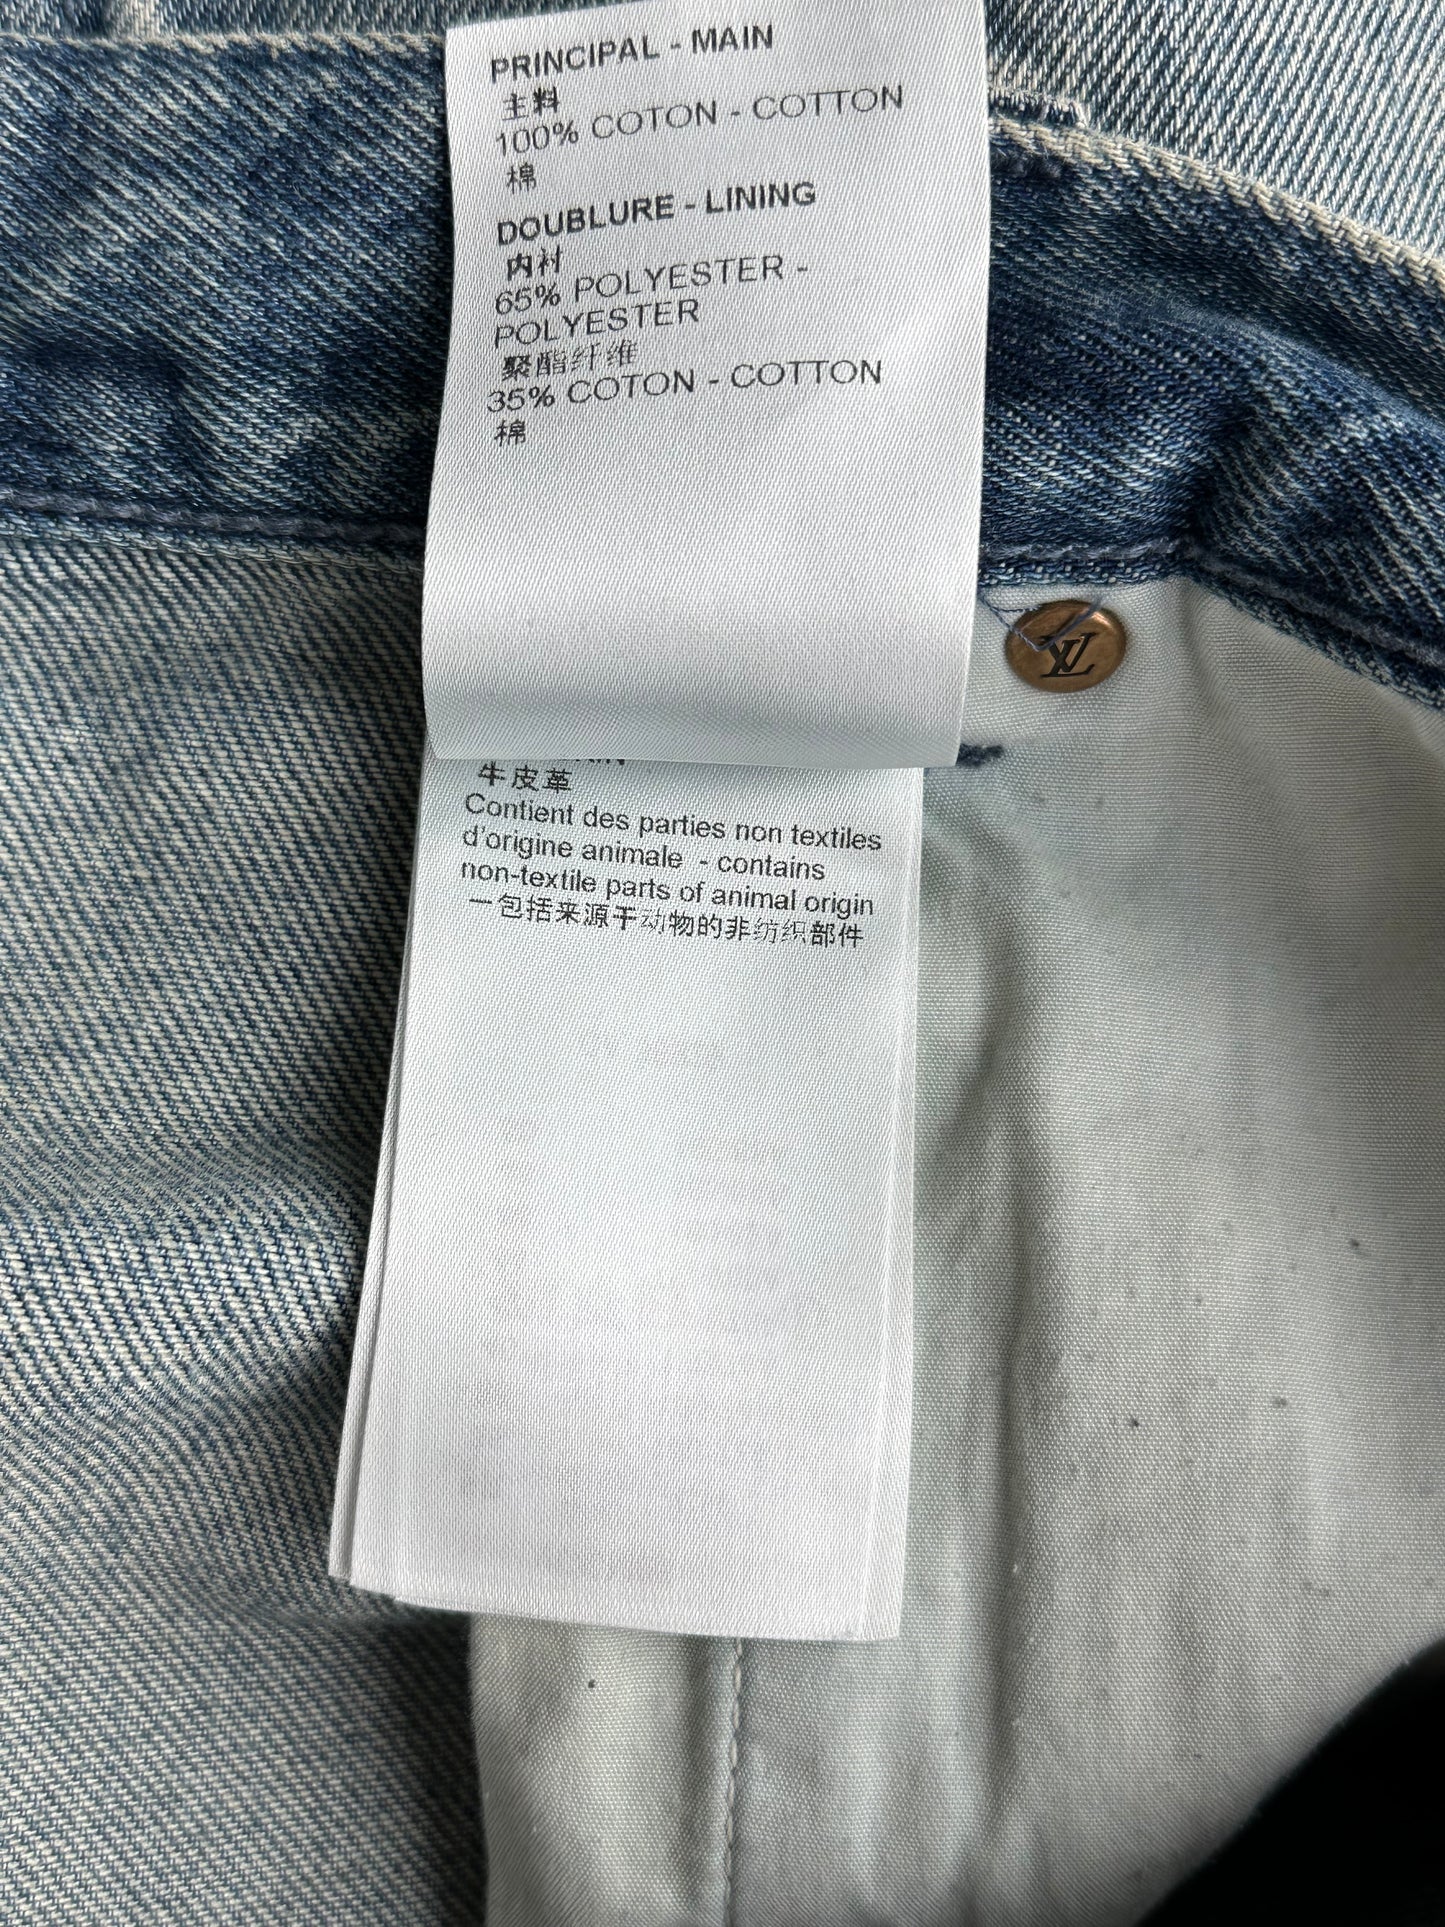 PRINCIPAL - MAIN
主料
100% COTON - COTTON
棉
DOUBLURE - LINING
内衬
65% POLYESTER -
POLYESTER
聚酯纤维
35% COTON - COTTON
棉
LV
牛皮革
Contient des parties non textiles
d'origine animale - contains
non-textile parts of animal origin
一包括来源于动物的非纺织部件